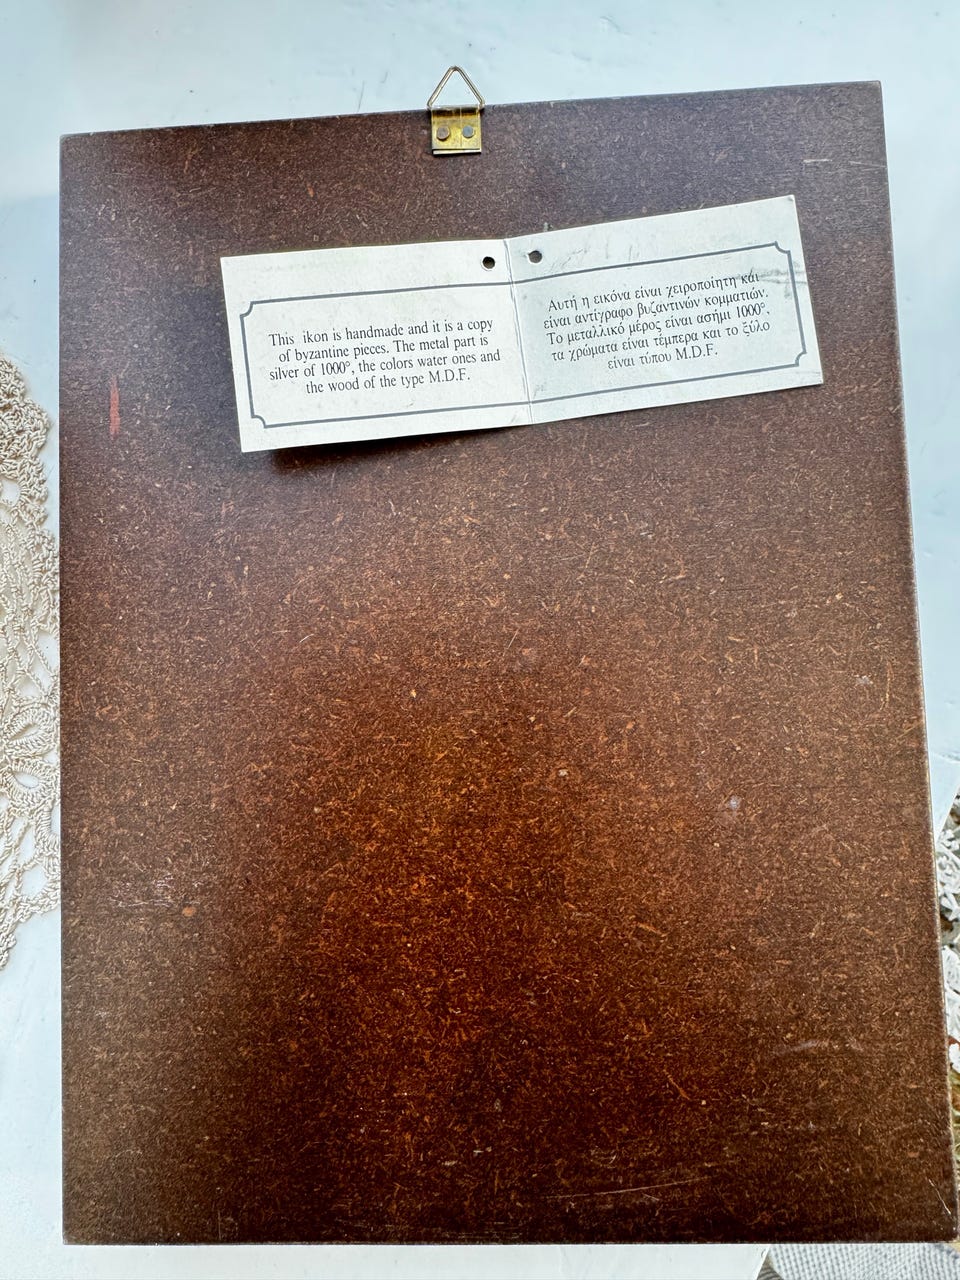 This ikon is handmade and it is a copy
of byzantine pieces. The metal part is
silver of 1000°, the colors water ones and
the wood of the type M.D.F.
Αυτή η εικόνα είναι χειροποίητη και
είναι αντίγραφο βυζαντινών κομματιών.
Το μεταλλικό μέρος είναι ασήμι 1000°,
τα χρώματα είναι τέμπερα και το ξύλο
είναι τύπου M.D.F.